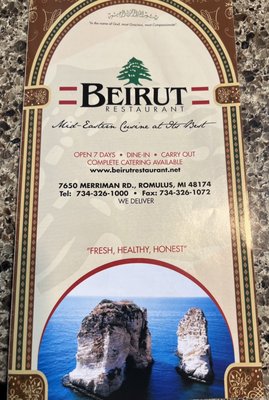 "In the name of God, most Gracious, most Compassionate"
BEIRUT
RESTAURANT
Mid-Eastern Cuisine at Its Best
OPEN 7 DAYS • DINE-IN • CARRY OUT
COMPLETE CATERING AVAILABLE
www.beirutrestaurant.net
7650 MERRIMAN RD., ROMULUS, MI 48174
Tel: 734-326-1000 • Fax: 734-326-1072
WE DELIVER
"FRESH, HEALTHY, HONEST"